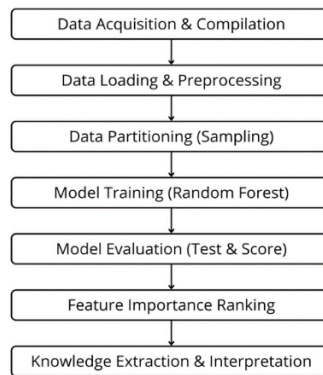 Data Acquisition & Compilation
Data Loading & Preprocessing
Data Partitioning (Sampling)
Model Training (Random Forest)
Model Evaluation (Test & Score)
Feature Importance Ranking
Knowledge Extraction & Interpretation